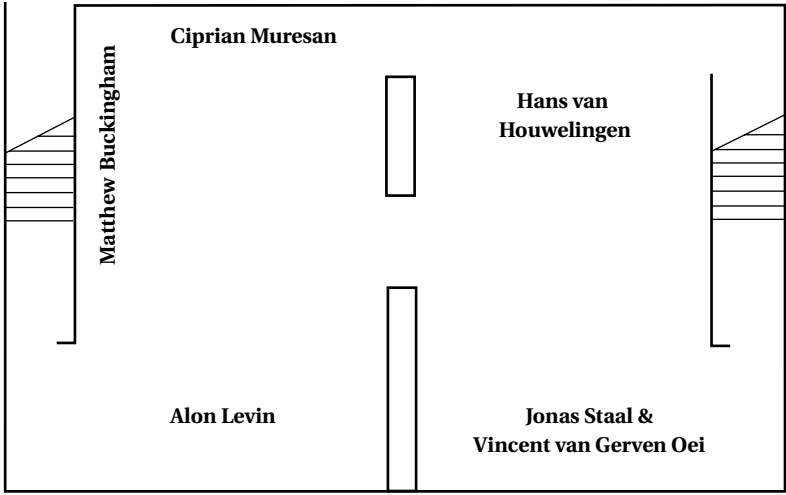 Ciprian Muresan
Matthew Buckingham
Hans van
Houwelingen
Alon Levin
Jonas Staal &
Vincent van Gerven Oei